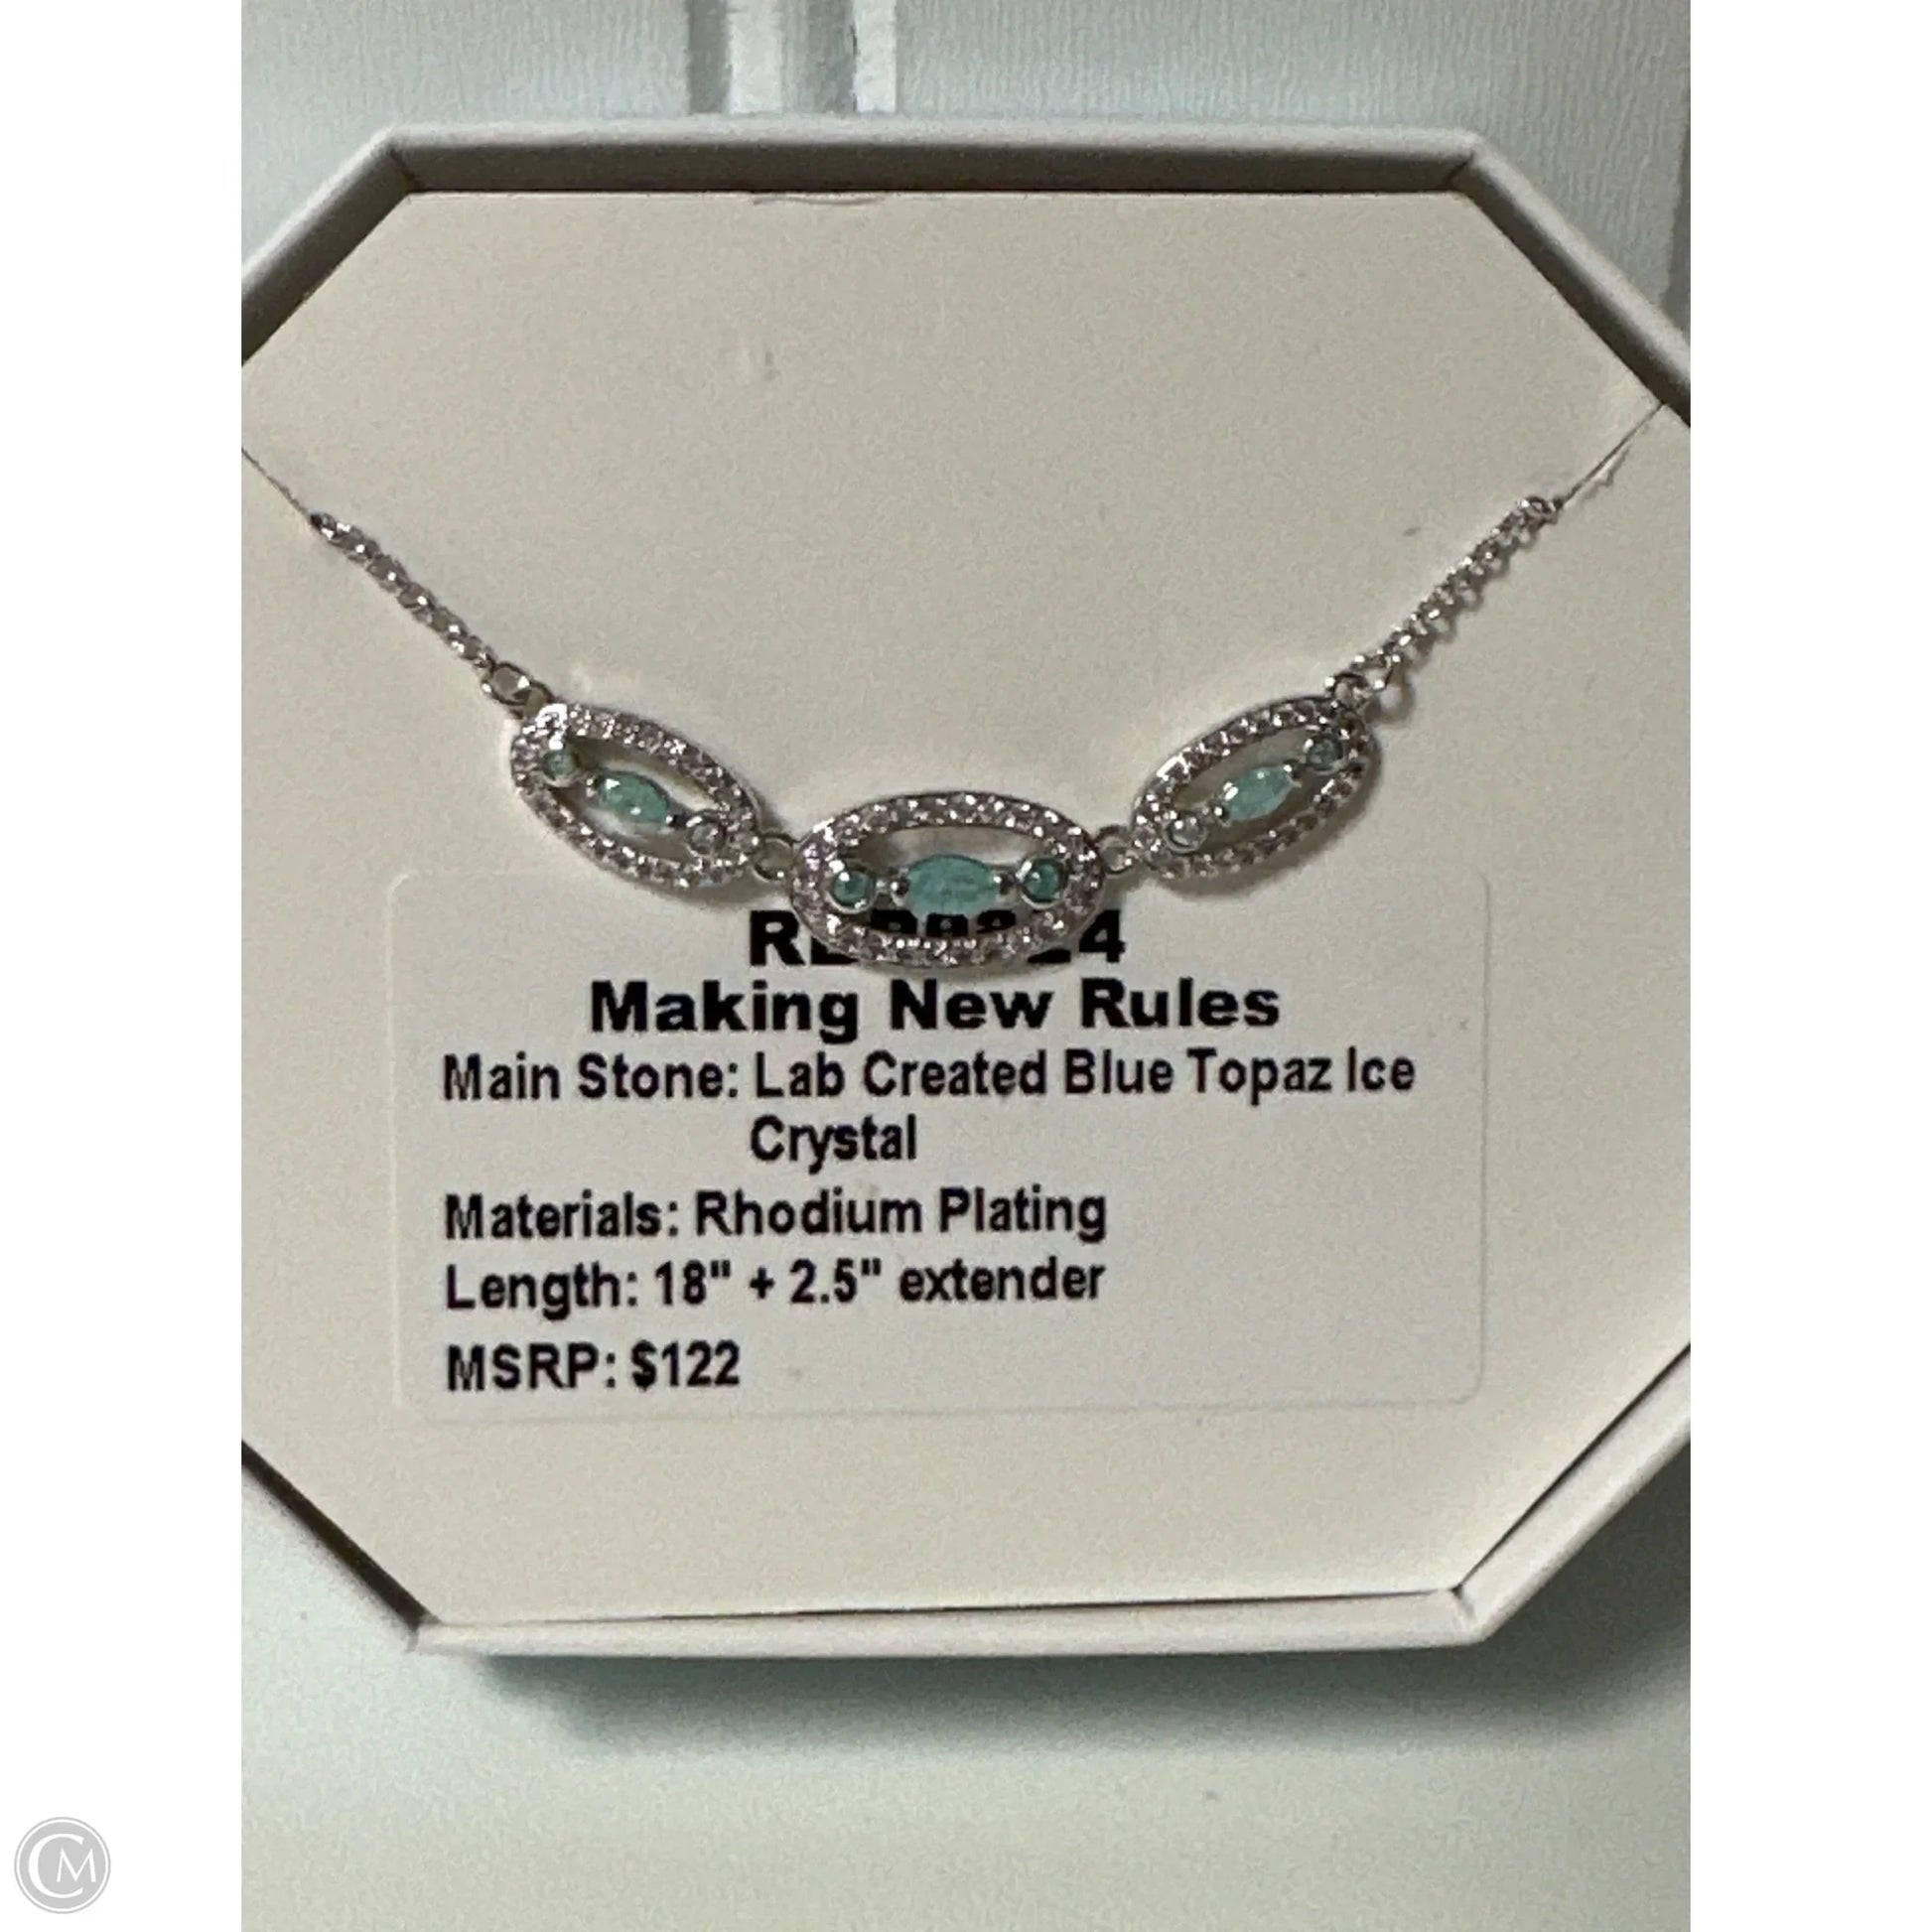 Making New Rules
Main Stone: Lab Created Blue Topaz Ice
Crystal
Materials: Rhodium Plating
Length: 18" + 2.5" extender
MSRP: $122
CM